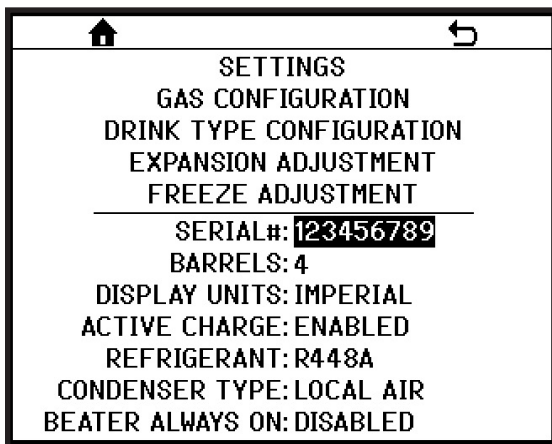 SETTINGS
GAS CONFIGURATION
DRINK TYPE CONFIGURATION
EXPANSION ADJUSTMENT
FREEZE ADJUSTMENT
SERIAL#: 123456789
BARRELS: 4
DISPLAY UNITS: IMPERIAL
ACTIVE CHARGE: ENABLED
REFRIGERANT: R448A
CONDENSER TYPE: LOCAL AIR
BEATER ALWAYS ON: DISABLED